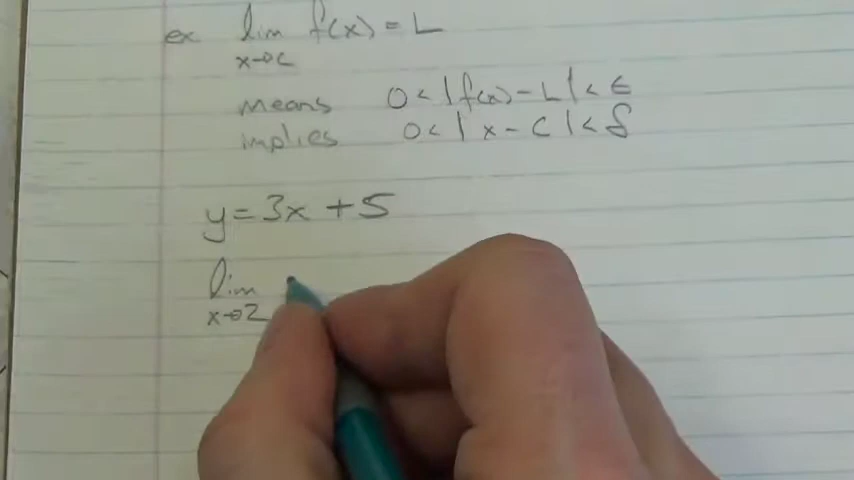 ex lim f(x) = L
x→c
means 0 < |f(x) - L| < ε
implies 0 < |x - c| < δ
y = 3x + 5
lim
x→2